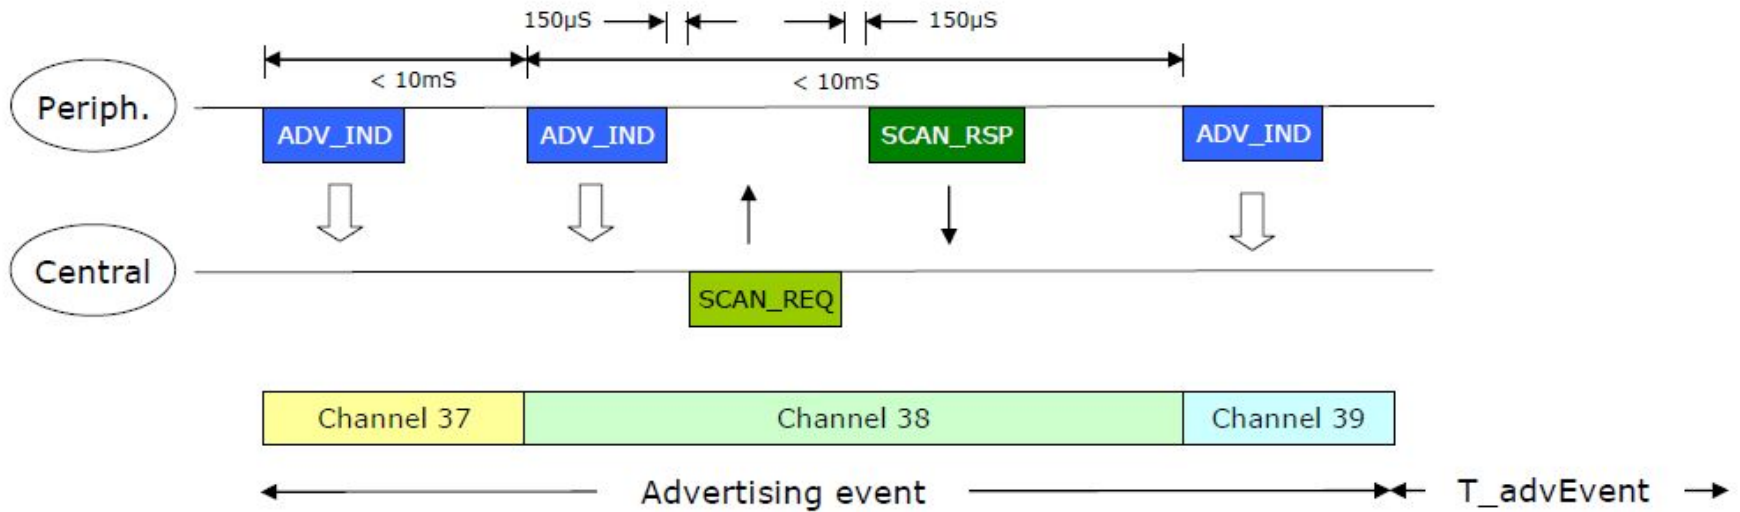 150µS
150µS
< 10mS
< 10mS
Periph.
ADV_IND
ADV_IND
SCAN_RSP
ADV_IND
Central
SCAN_REQ
Channel 37
Channel 38
Channel 39
Advertising event
T_advEvent